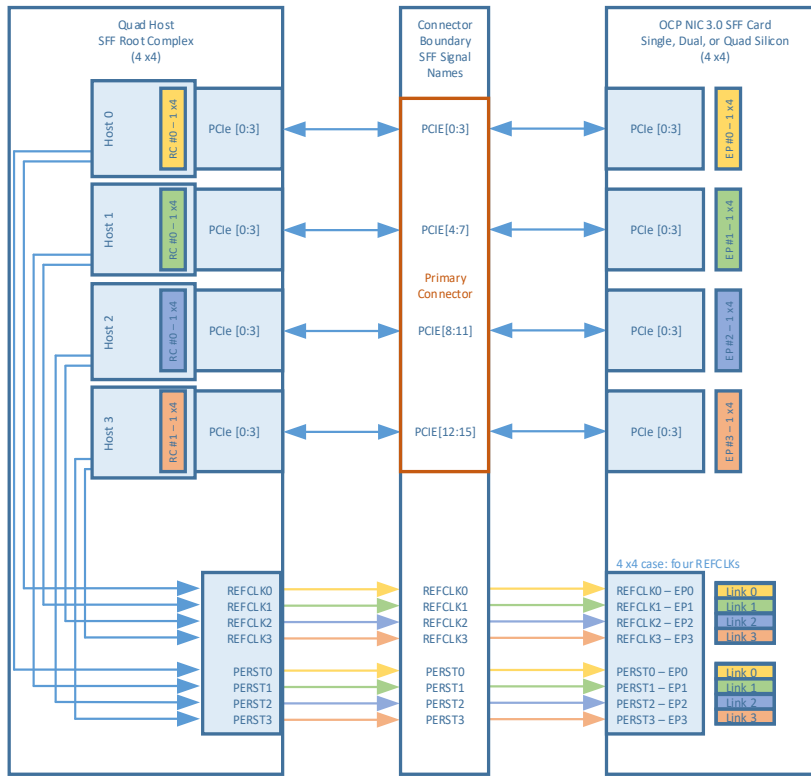 Quad Host
SFF Root Complex
(4 x4)
Connector
Boundary
SFF Signal
Names
OCP NIC 3.0 SFF Card
Single, Dual, or Quad Silicon
(4 x4)
Host 0
RC #0 – 1 x4
PCIe [0:3]
PCIE[0:3]
PCIe [0:3]
EP #0 – 1 x4
Host 1
RC #0 – 1 x4
PCIe [0:3]
PCIE[4:7]
PCIe [0:3]
EP #1 – 1 x4
Primary
Connector
Host 2
RC #0 – 1 x4
PCIe [0:3]
PCIE[8:11]
PCIe [0:3]
EP #2 – 1 x4
Host 3
RC #1 – 1 x4
PCIe [0:3]
PCIE[12:15]
PCIe [0:3]
EP #3 – 1 x4
4 x4 case: four REFCLKs
REFCLK0
REFCLK0
REFCLK0 – EP0
Link 0
REFCLK1
REFCLK1
REFCLK1 – EP1
Link 1
REFCLK2
REFCLK2
REFCLK2 – EP2
Link 2
REFCLK3
REFCLK3
REFCLK3 – EP3
Link 3
PERST0
PERST0
PERST0 – EP0
Link 0
PERST1
PERST1
PERST1 – EP1
Link 1
PERST2
PERST2
PERST2 – EP2
Link 2
PERST3
PERST3
PERST3 – EP3
Link 3